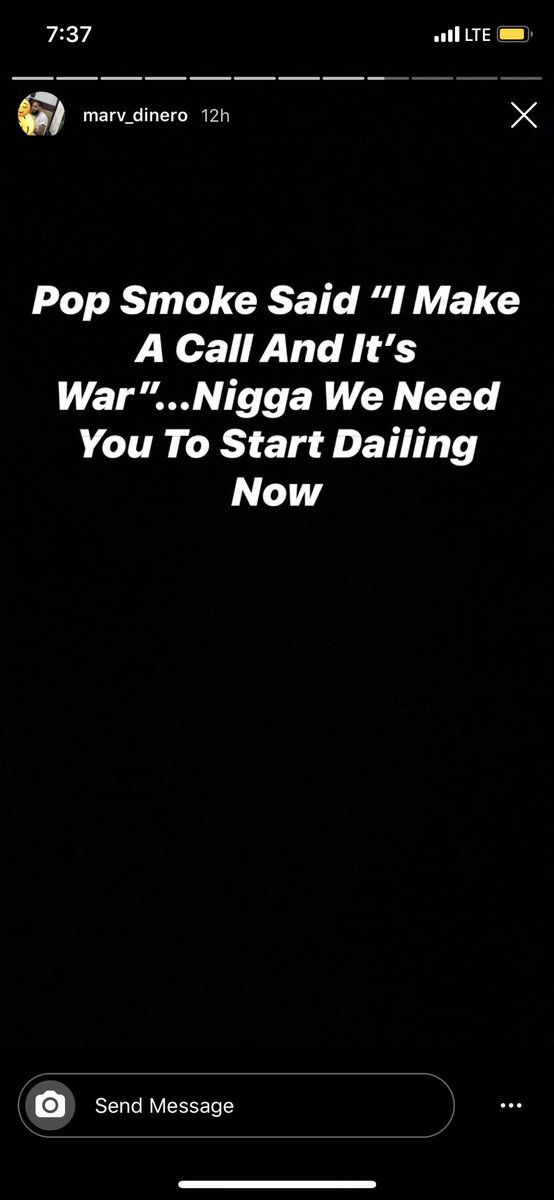 7:37 LTE
marv_dinero 12h
Pop Smoke Said “I Make
A Call And It’s
War”...Nigga We Need
You To Start Dailing
Now
Send Message